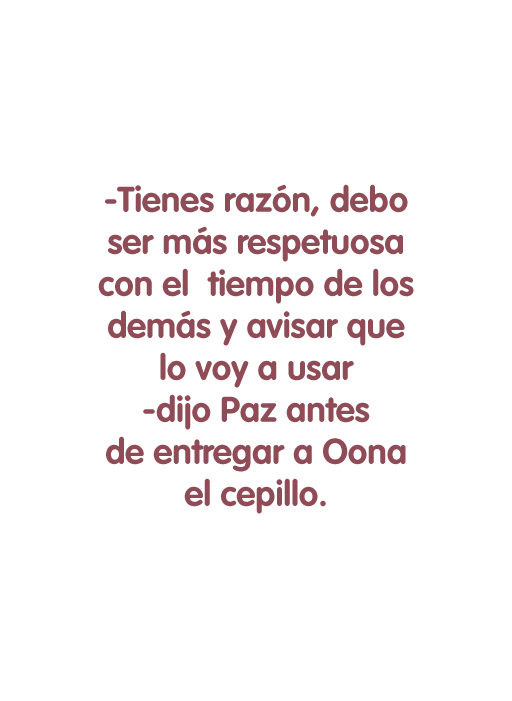 -Tienes razón, debo
ser más respetuosa
con el  tiempo de los
demás y avisar que
lo voy a usar
-dijo Paz antes
de entregar a Oona
el cepillo.